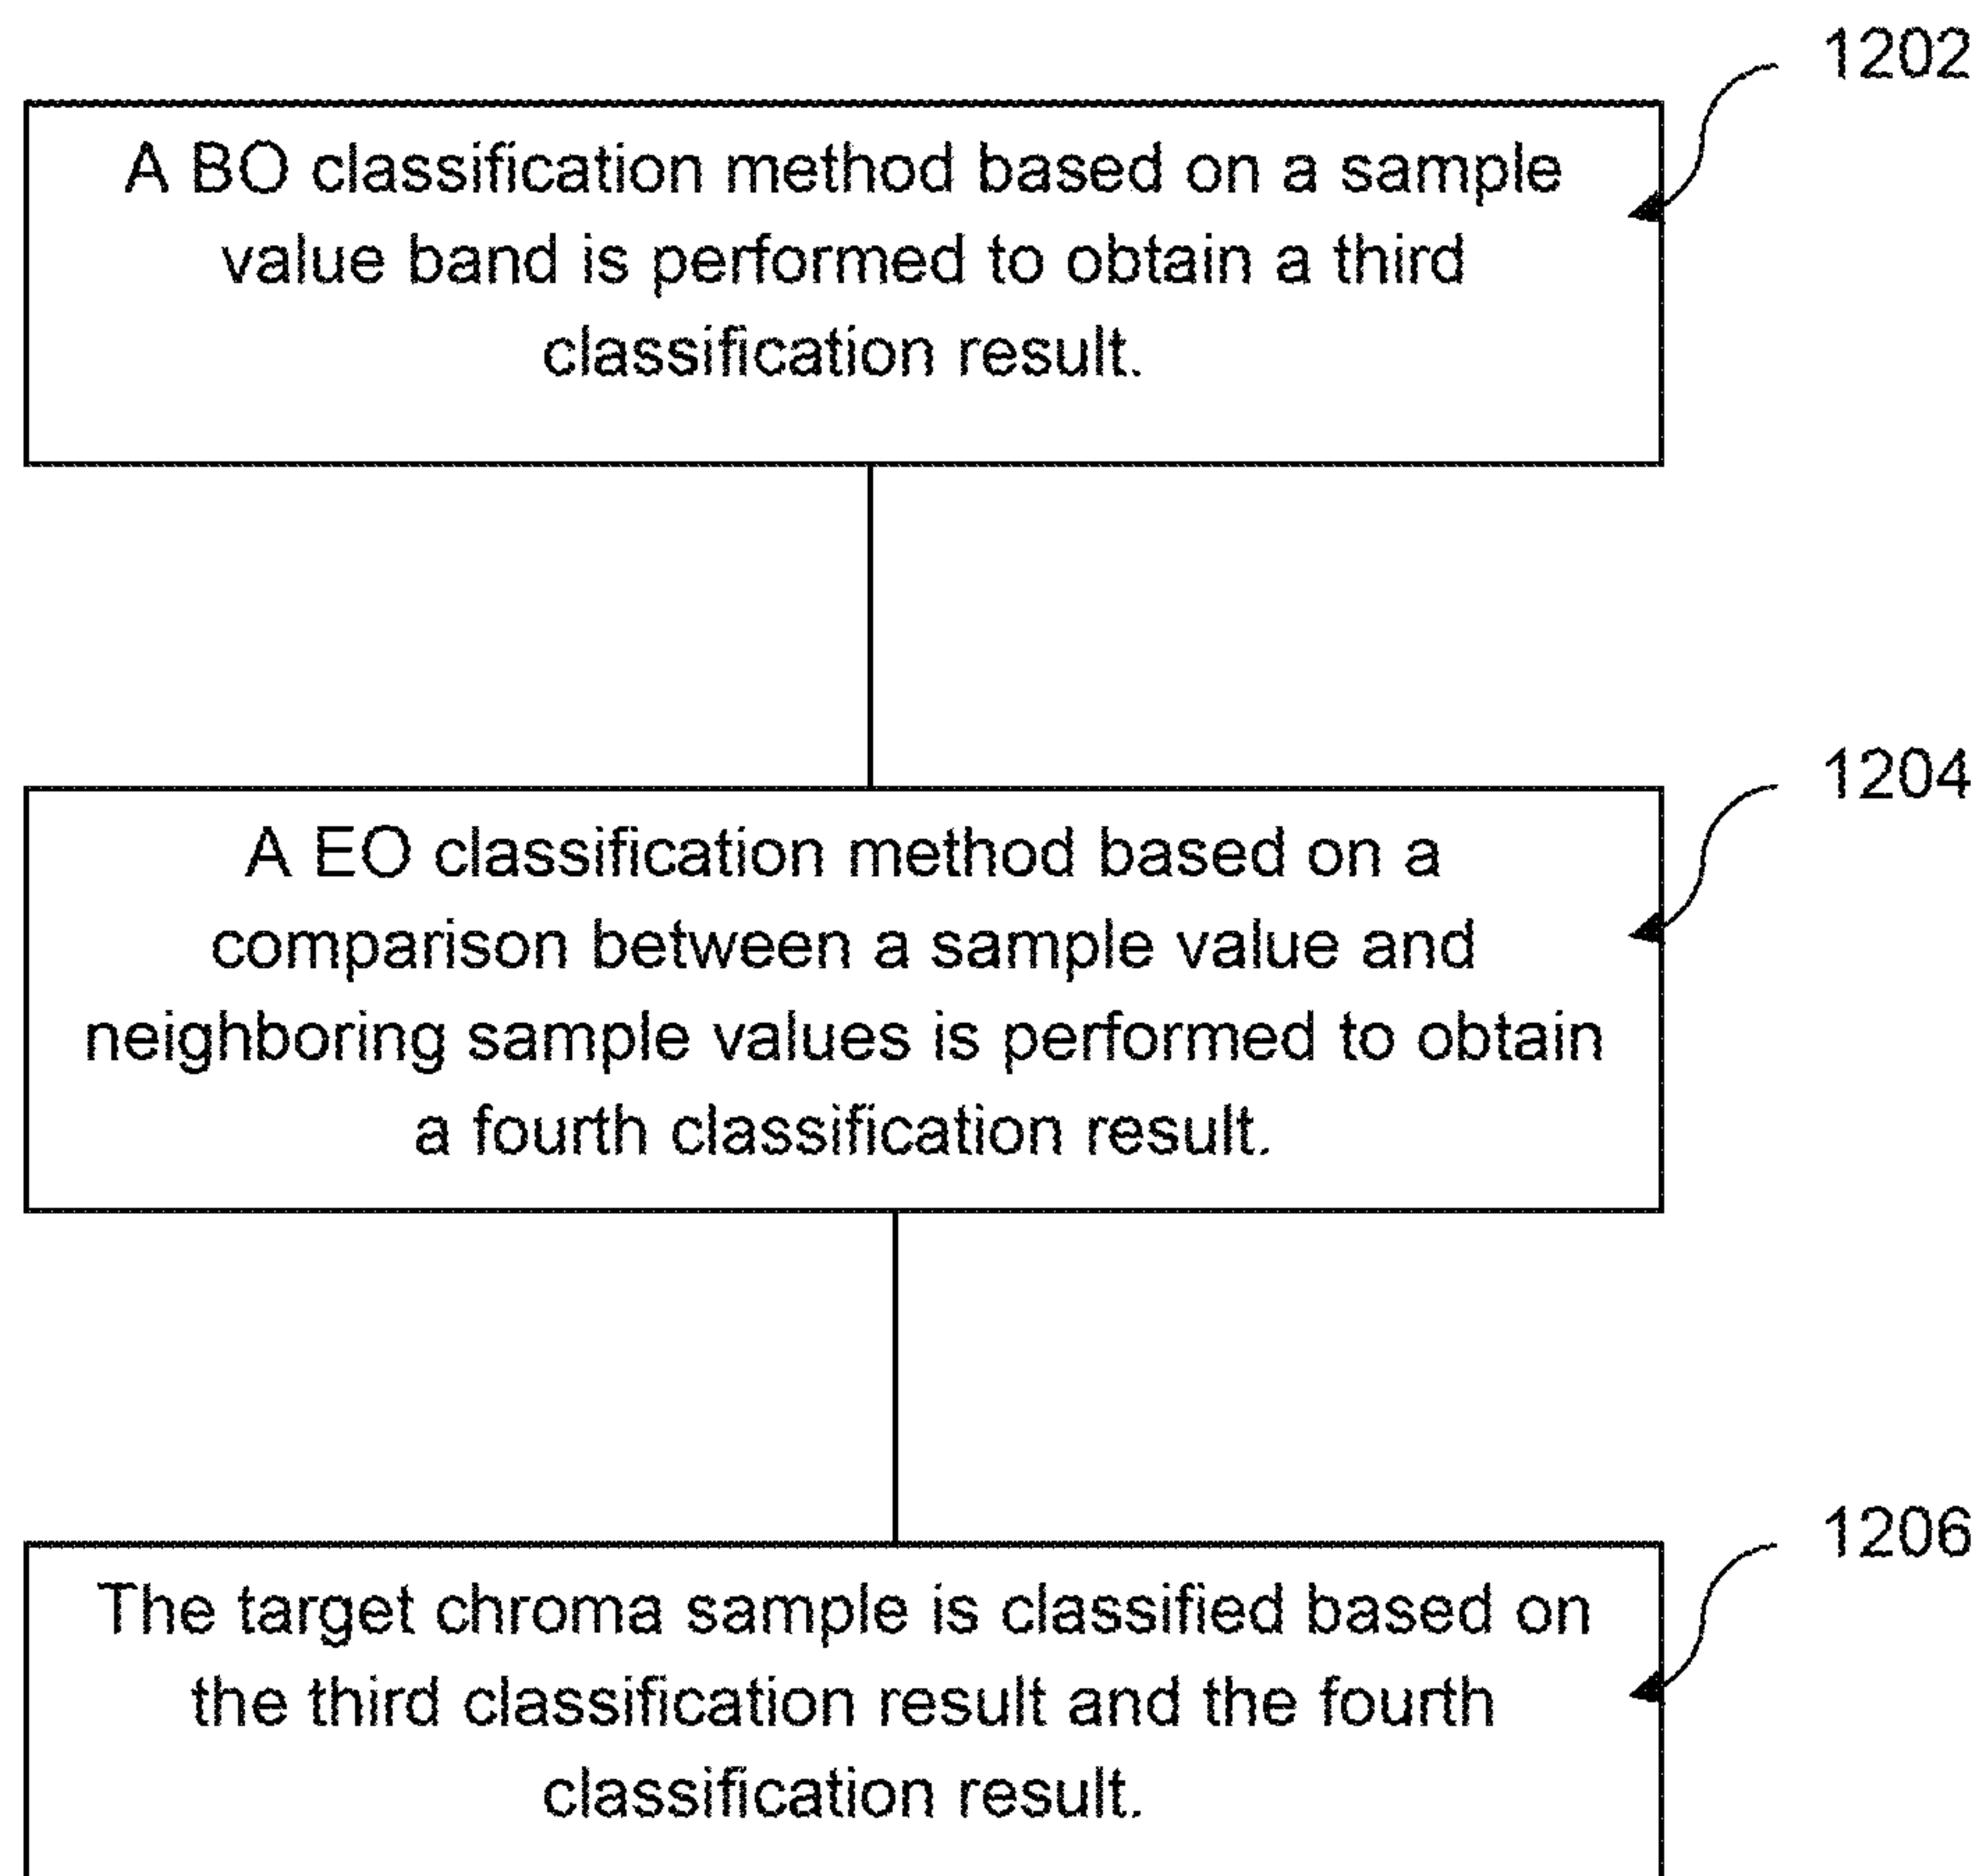 1202
A BO classification method based on a sample
value band is performed to obtain a third
classification result.
1204
A EO classification method based on a
comparison between a sample value and
neighboring sample values is performed to obtain
a fourth classification result.
1206
The target chroma sample is classified based on
the third classification result and the fourth
classification result.